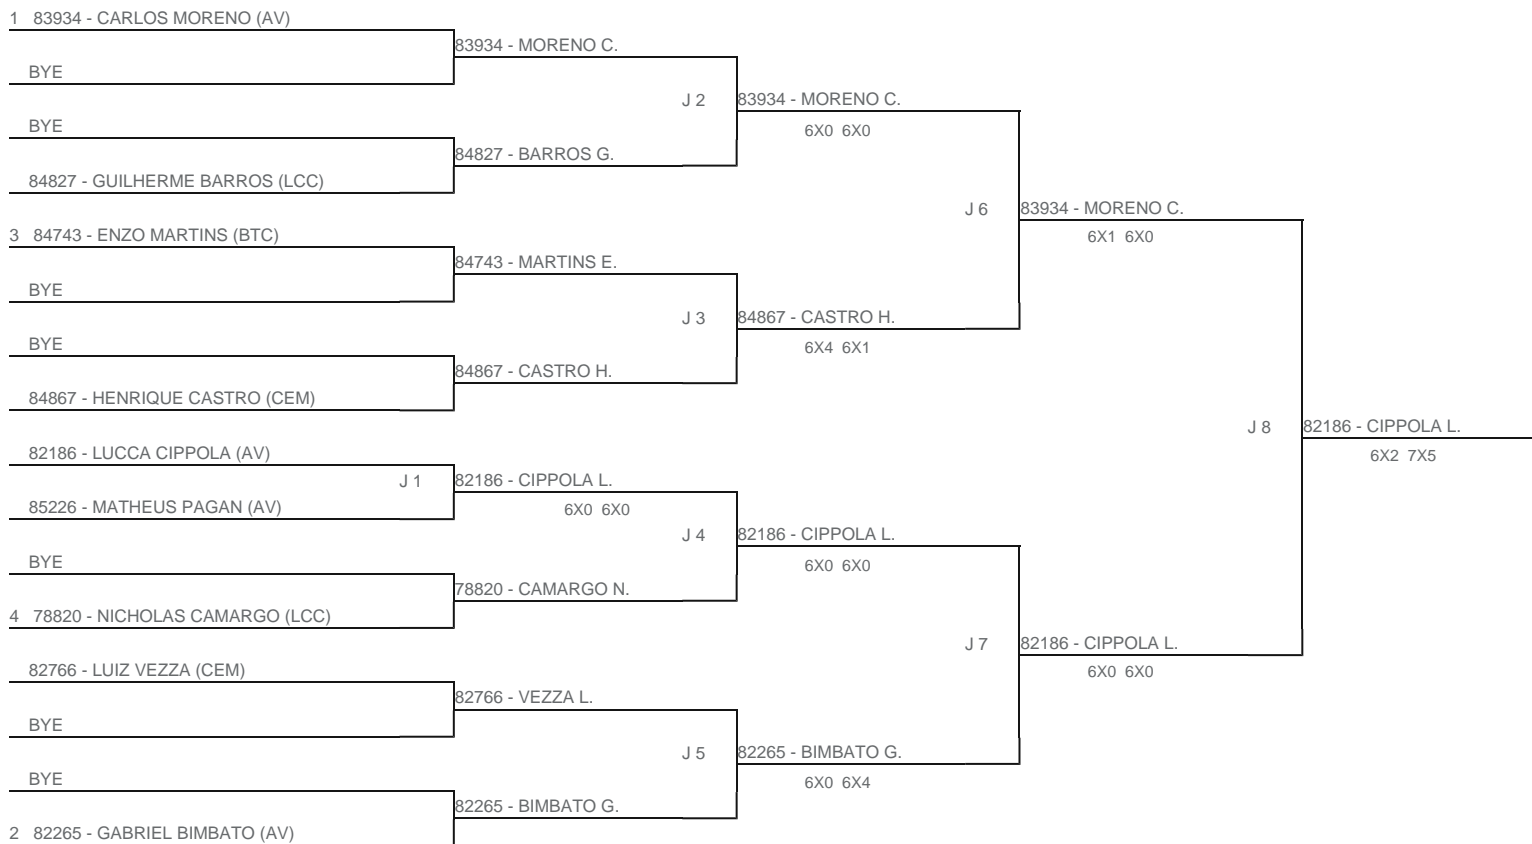 1 83934 - CARLOS MORENO (AV)
83934 - MORENO C.
BYE
J 2 83934 - MORENO C.
BYE
6X0 6X0
84827 - BARROS G.
84827 - GUILHERME BARROS (LCC)
J 6 83934 - MORENO C.
3 84743 - ENZO MARTINS (BTC)
6X1 6X0
84743 - MARTINS E.
BYE
J 3 84867 - CASTRO H.
BYE
6X4 6X1
84867 - CASTRO H.
84867 - HENRIQUE CASTRO (CEM)
J 8 82186 - CIPPOLA L.
82186 - LUCCA CIPPOLA (AV)
6X2 7X5
J 1 82186 - CIPPOLA L.
85226 - MATHEUS PAGAN (AV)
6X0 6X0
J 4 82186 - CIPPOLA L.
BYE
6X0 6X0
78820 - CAMARGO N.
4 78820 - NICHOLAS CAMARGO (LCC)
J 7 82186 - CIPPOLA L.
82766 - LUIZ VEZZA (CEM)
6X0 6X0
82766 - VEZZA L.
BYE
J 5 82265 - BIMBATO G.
BYE
6X0 6X4
82265 - BIMBATO G.
2 82265 - GABRIEL BIMBATO (AV)